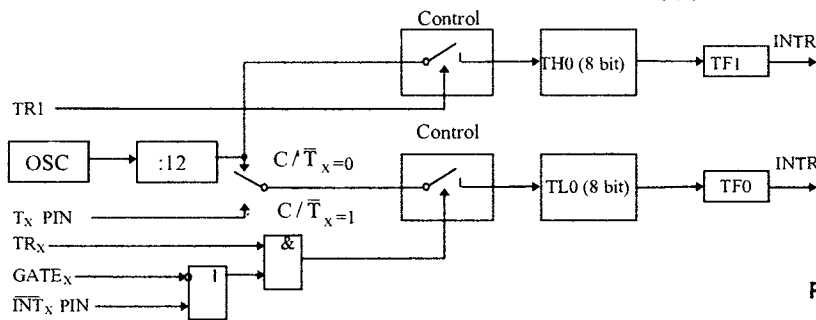 Control
INTR
TH0 (8 bit)
TF1
TR1
Control
OSC
:12
C/T̅X=0
INTR
TL0 (8 bit)
TF0
TX PIN
C/T̅X=1
TRX
&
GATEX
1
I̅N̅T̅X PIN